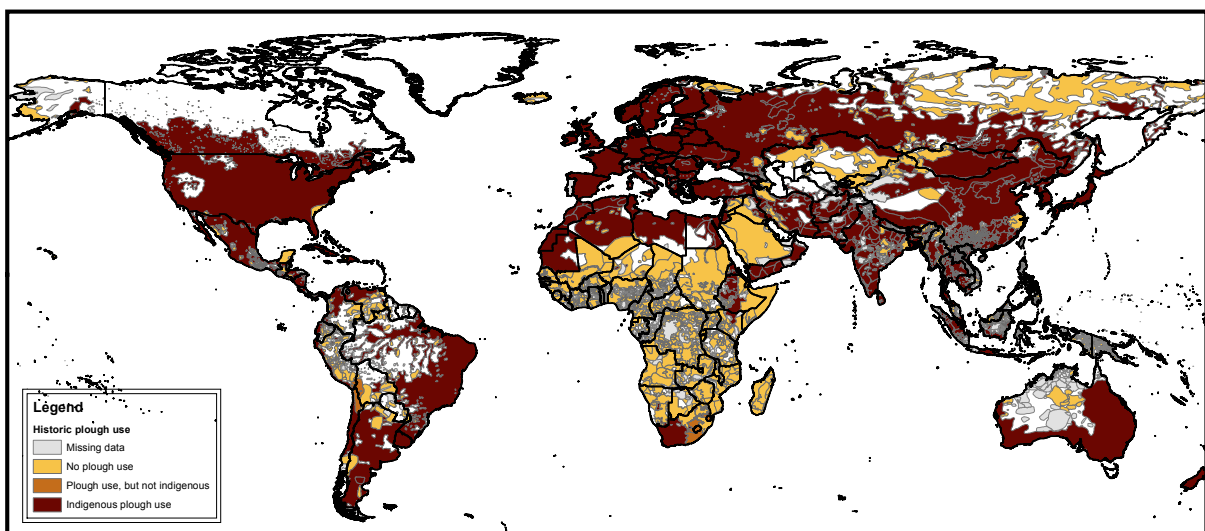 Legend
Historic plough use
Missing data
No plough use
Plough use, but not indigenous
Indigenous plough use